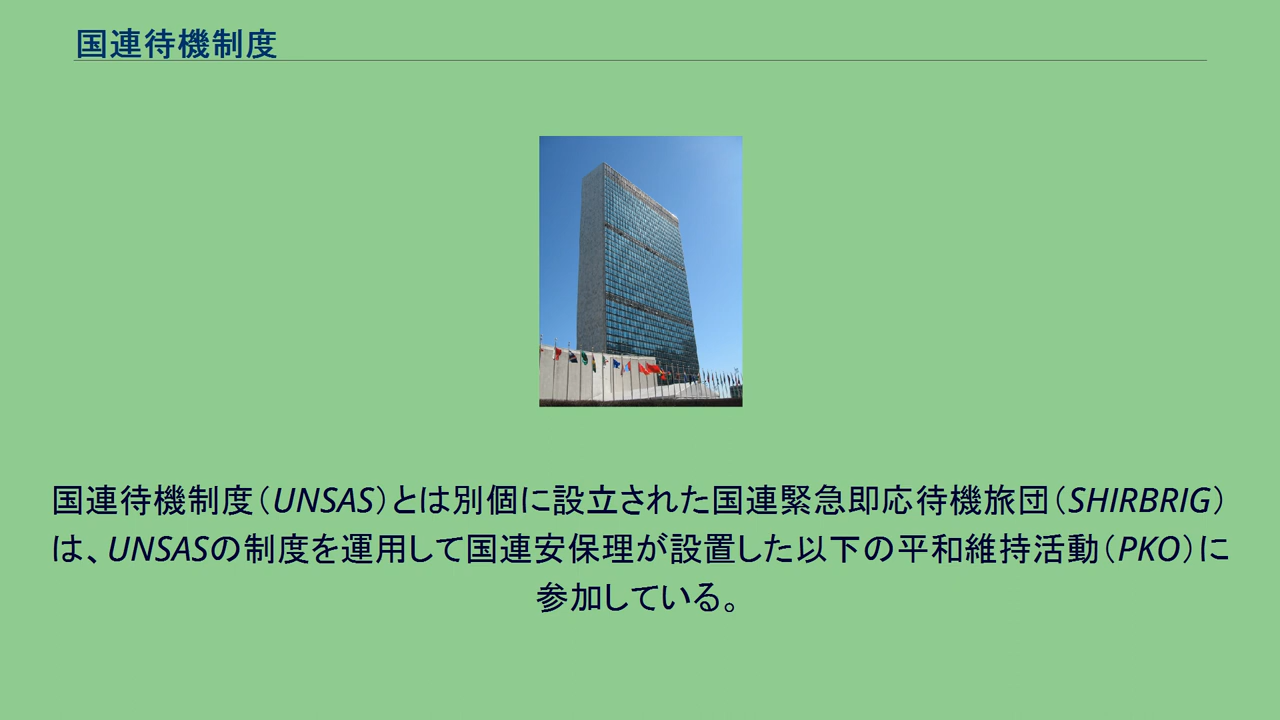 国連待機制度
国連待機制度（UNSAS）とは別個に設立された国連緊急即応待機旅団（SHIRBRIG）
は、UNSASの制度を運用して国連安保理が設置した以下の平和維持活動（PKO）に
参加している。